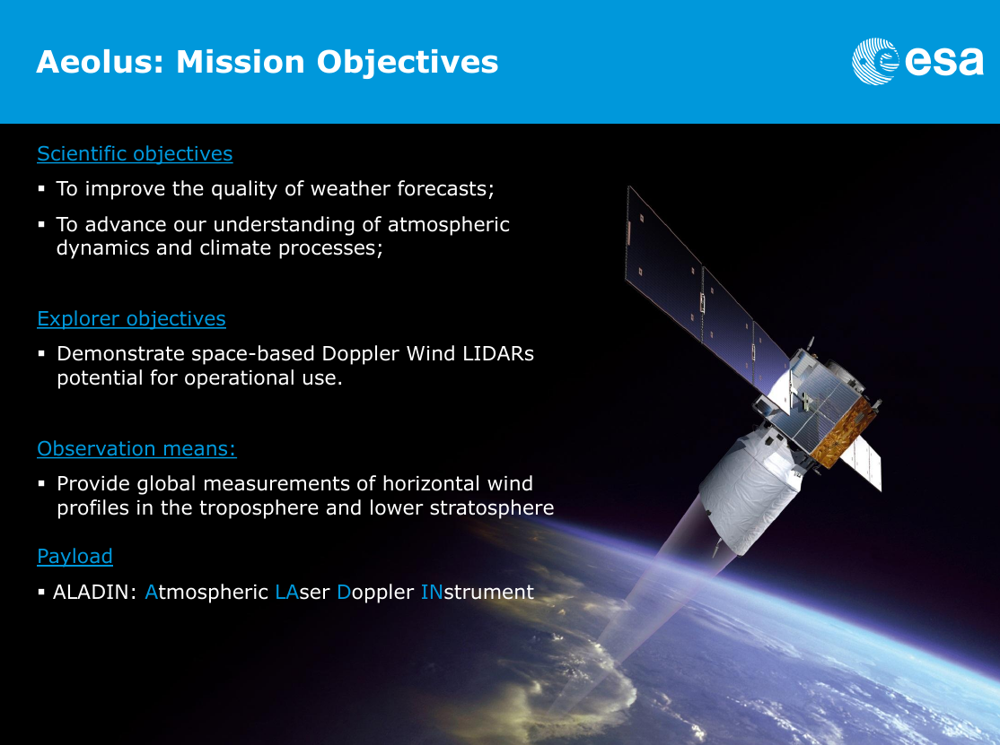 Aeolus: Mission Objectives
esa
Scientific objectives
▪ To improve the quality of weather forecasts;
▪ To advance our understanding of atmospheric
dynamics and climate processes;
Explorer objectives
▪ Demonstrate space-based Doppler Wind LIDARs
potential for operational use.
Observation means:
▪ Provide global measurements of horizontal wind
profiles in the troposphere and lower stratosphere
Payload
▪ ALADIN: Atmospheric LAser Doppler INstrument